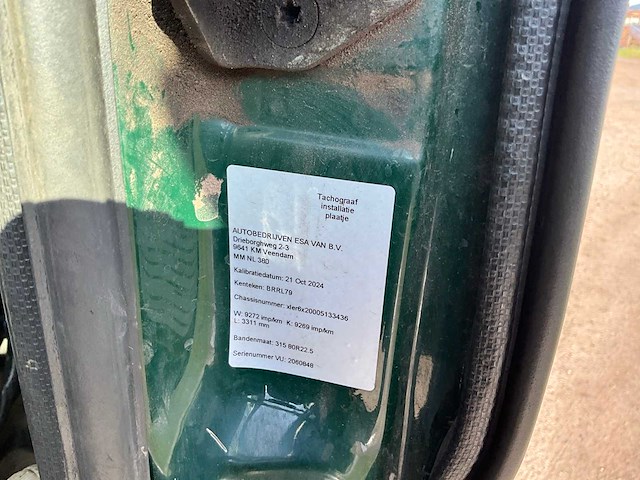 Tachograaf
installatie
plaatje
AUTOBEDRIJVEN ESA VAN B.V.
Drieborghweg 2-3
9641 KM Veendam
MM NL 380
Kalibratiedatum: 21 Oct 2024
Kenteken: BRRL79
Chassisnummer: xler6x20005133436
W: 9272 imp/km K: 9269 imp/km
L: 3311 mm
Bandenmaat: 315 80R22.5
Serienummer VU: 2060848